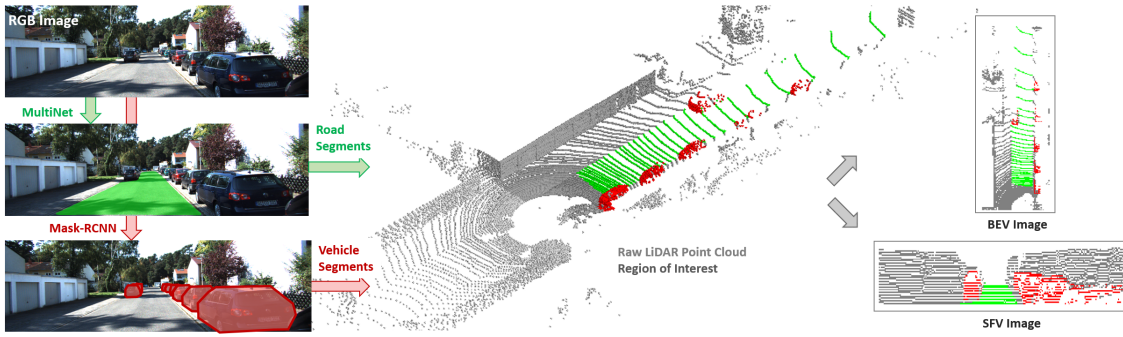 RGB Image
MultiNet
Road
Segments
Mask-RCNN
Vehicle
Segments
Raw LiDAR Point Cloud
Region of Interest
BEV Image
SFV Image